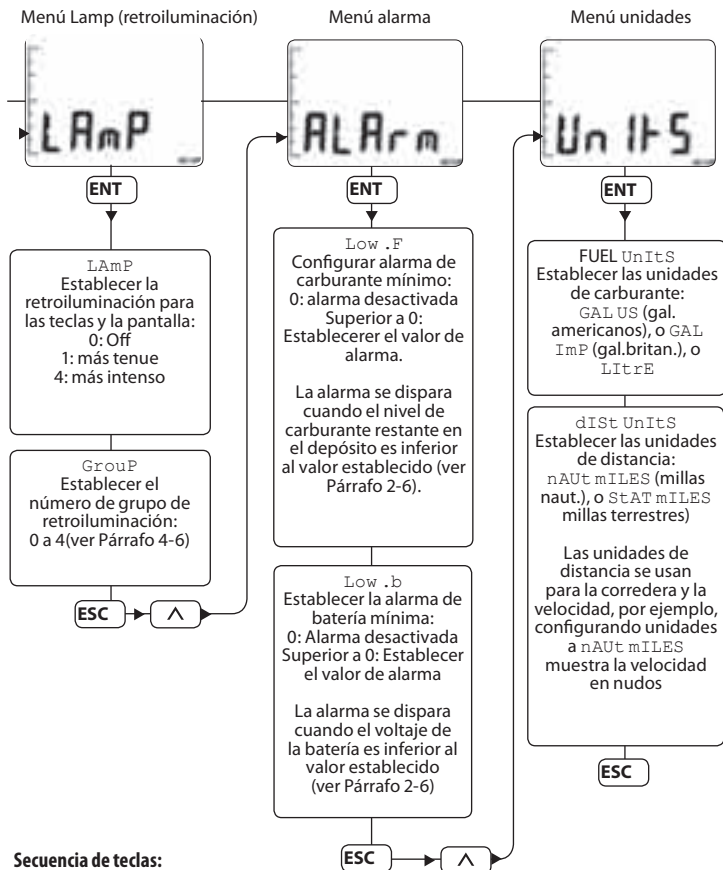 Menú Lamp (retroiluminación)
LAmP
ENT
LAmP
Establecer la
retroiluminación para
las teclas y la pantalla:
0: Off
1: más tenue
4: más intenso
GrouP
Establecer el
número de grupo de
retroiluminación:
0 a 4(ver Párrafo 4-6)
ESC
^
Menú alarma
ALArm
ENT
Low .F
Configurar alarma de
carburante mínimo:
0: alarma desactivada
Superior a 0:
Establecerer el valor de
alarma.
La alarma se dispara
cuando el nivel de
carburante restante en
el depósito es inferior
al valor establecido (ver
Párrafo 2-6).
Low .b
Establecer la alarma de
batería mínima:
0: Alarma desactivada
Superior a 0: Establecer
el valor de alarma
La alarma se dispara
cuando el voltaje de
la batería es inferior al
valor establecido
(ver Párrafo 2-6)
ESC
^
Menú unidades
UnItS
ENT
FUEL UnItS
Establecer las unidades
de carburante:
GAL US (gal.
americanos), o GAL
ImP (gal.britan.), o
LItrE
dISt UnItS
Establecer las unidades
de distancia:
nAUt mILES (millas
naut.), o StAT mILES
millas terrestres)
Las unidades de
distancia se usan
para la corredera y la
velocidad, por ejemplo,
configurando unidades
a nAUt mILES
muestra la velocidad
en nudos
ESC
Secuencia de teclas: